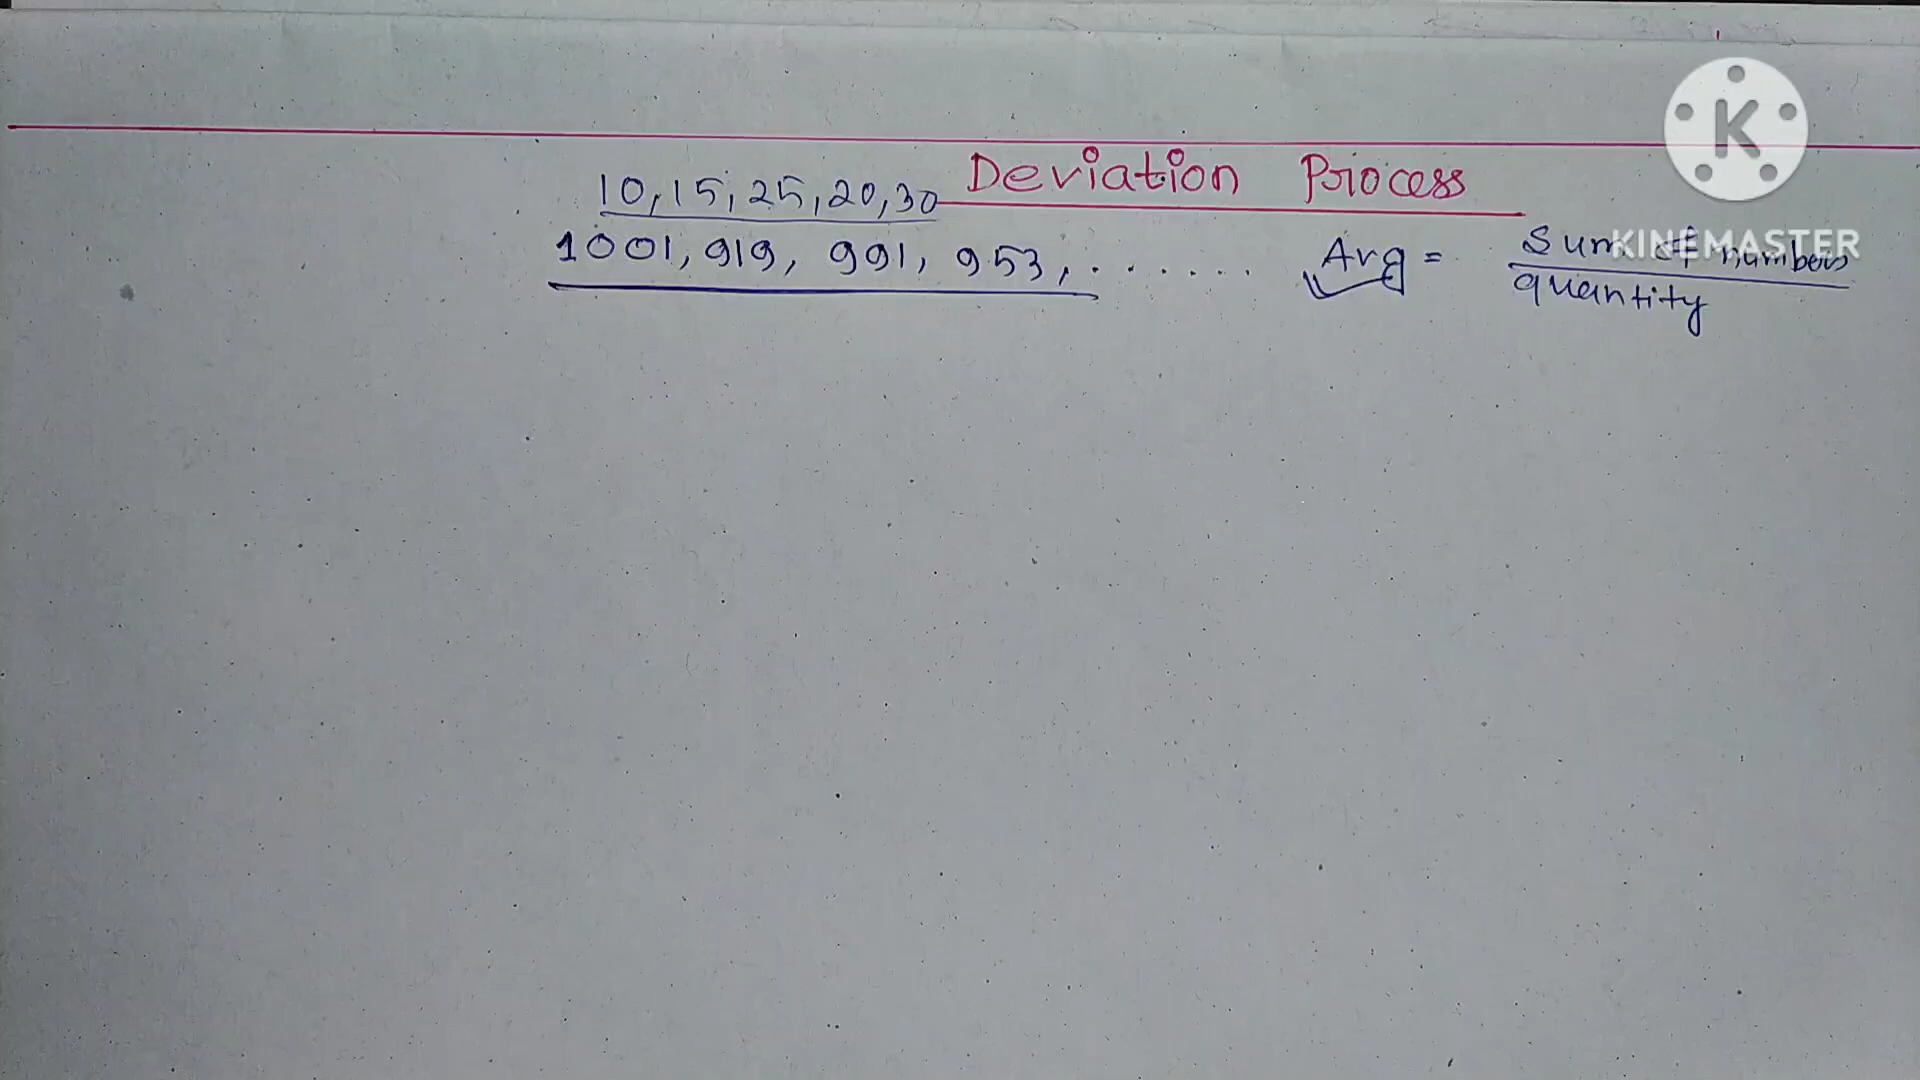 Deviation Process
10, 15, 25, 20, 30
1001, 919, 991, 953, .......
Avg = Sum of numbers / quantity
K
KINEMASTER